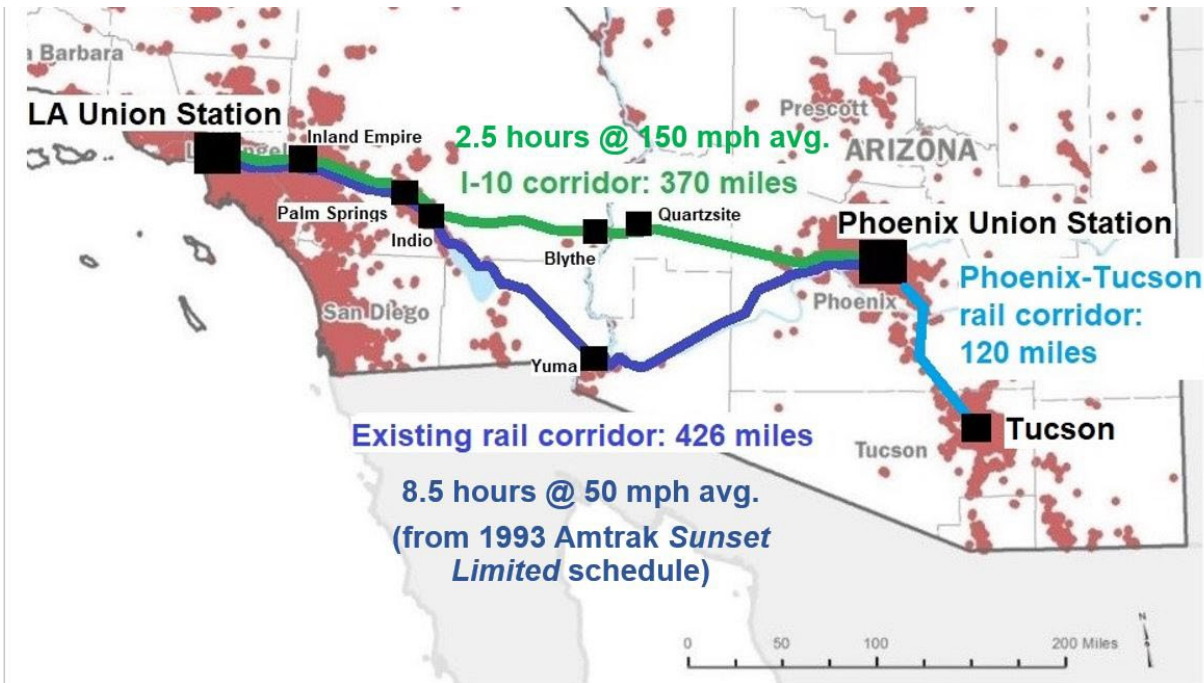 a Barbara
LA Union Station
Inland Empire
2.5 hours @ 150 mph avg.
Prescott
ARIZONA
I-10 corridor: 370 miles
Palm Springs
Quartzsite
Phoenix Union Station
Indio
Blythe
Phoenix-Tucson
rail corridor:
120 miles
San Diego
Phoenix
Yuma
Existing rail corridor: 426 miles
Tucson
Tucson
8.5 hours @ 50 mph avg.
(from 1993 Amtrak Sunset
Limited schedule)
N
0 50 100 200 Miles